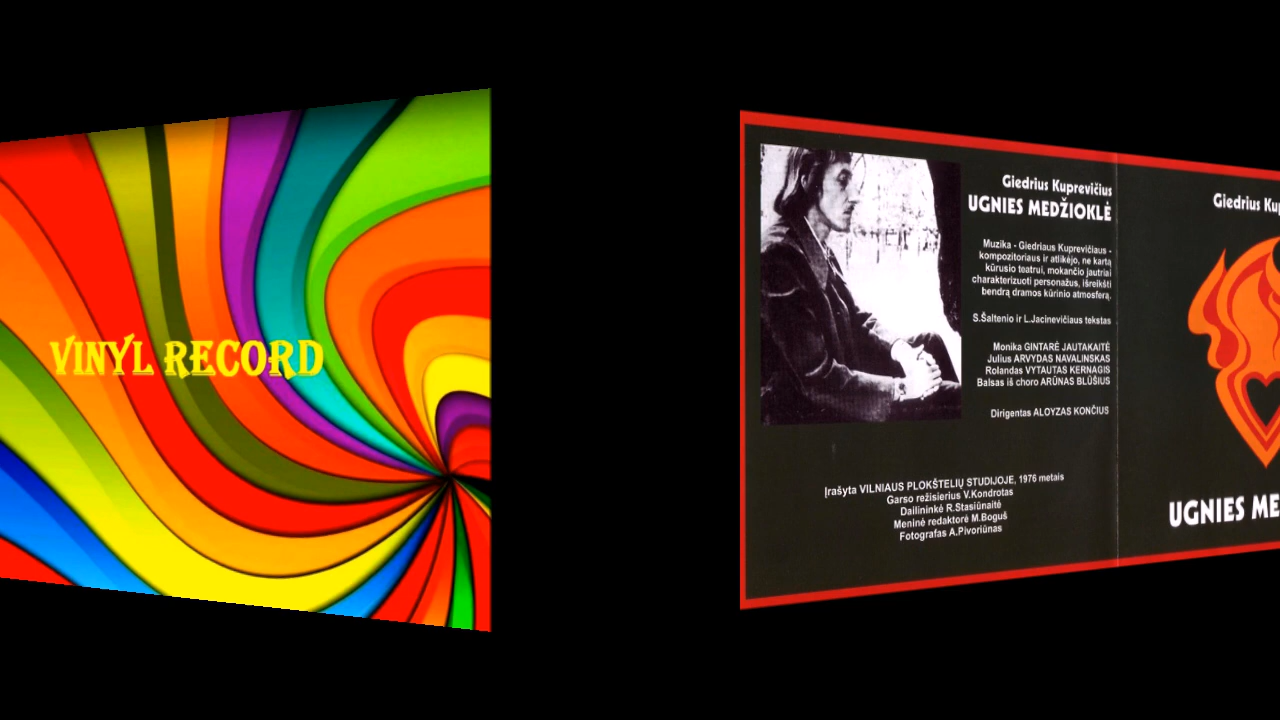 VINYL RECORD
Giedrius Kuprevičius
UGNIES MEDŽIOKLĖ
Muzika - Giedriaus Kuprevičiaus -
kompozitoriaus ir atlikėjo, ne kartą
kūrusio teatrui, mokančio jautriai
charakterizuoti personažus, išreikšti
bendrą dramos kūrinio atmosferą.
S.Šaltenio ir L.Jacinevičiaus tekstas
Monika GINTARĖ JAUTAKAITĖ
Julius ARVYDAS NAVALINSKAS
Rolandas VYTAUTAS KERNAGIS
Balsas iš choro ARŪNAS BLŪŠIUS
Dirigentas ALOYZAS KONČIUS
Įrašyta VILNIAUS PLOKŠTELIŲ STUDIJOJE, 1976 metais
Garso režisierius V.Kondrotas
Dailininkė R.Stasiūnaitė
Meninė redaktorė M.Boguš
Fotografas A.Pivoriūnas
Giedrius Kup
UGNIES ME